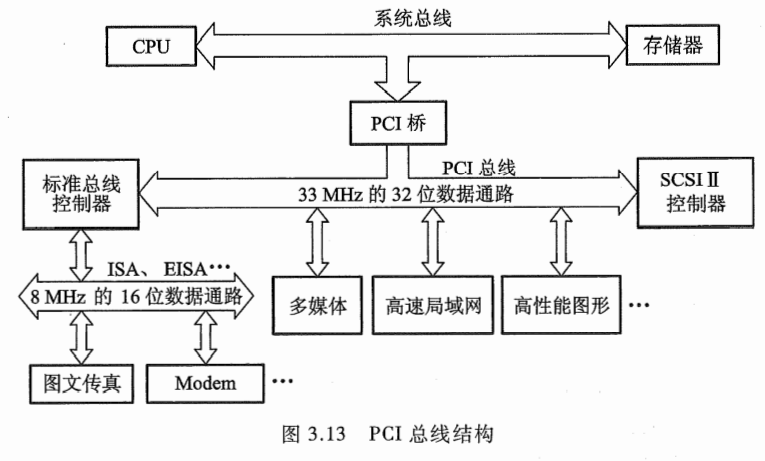 系统总线
CPU
存储器
PCI 桥
PCI 总线
标准总线
控制器
33 MHz 的 32 位数据通路
SCSI Ⅱ
控制器
ISA、EISA…
8 MHz 的 16 位数据通路
多媒体
高速局域网
高性能图形
…
图文传真
Modem
…
图 3.13 PCI 总线结构